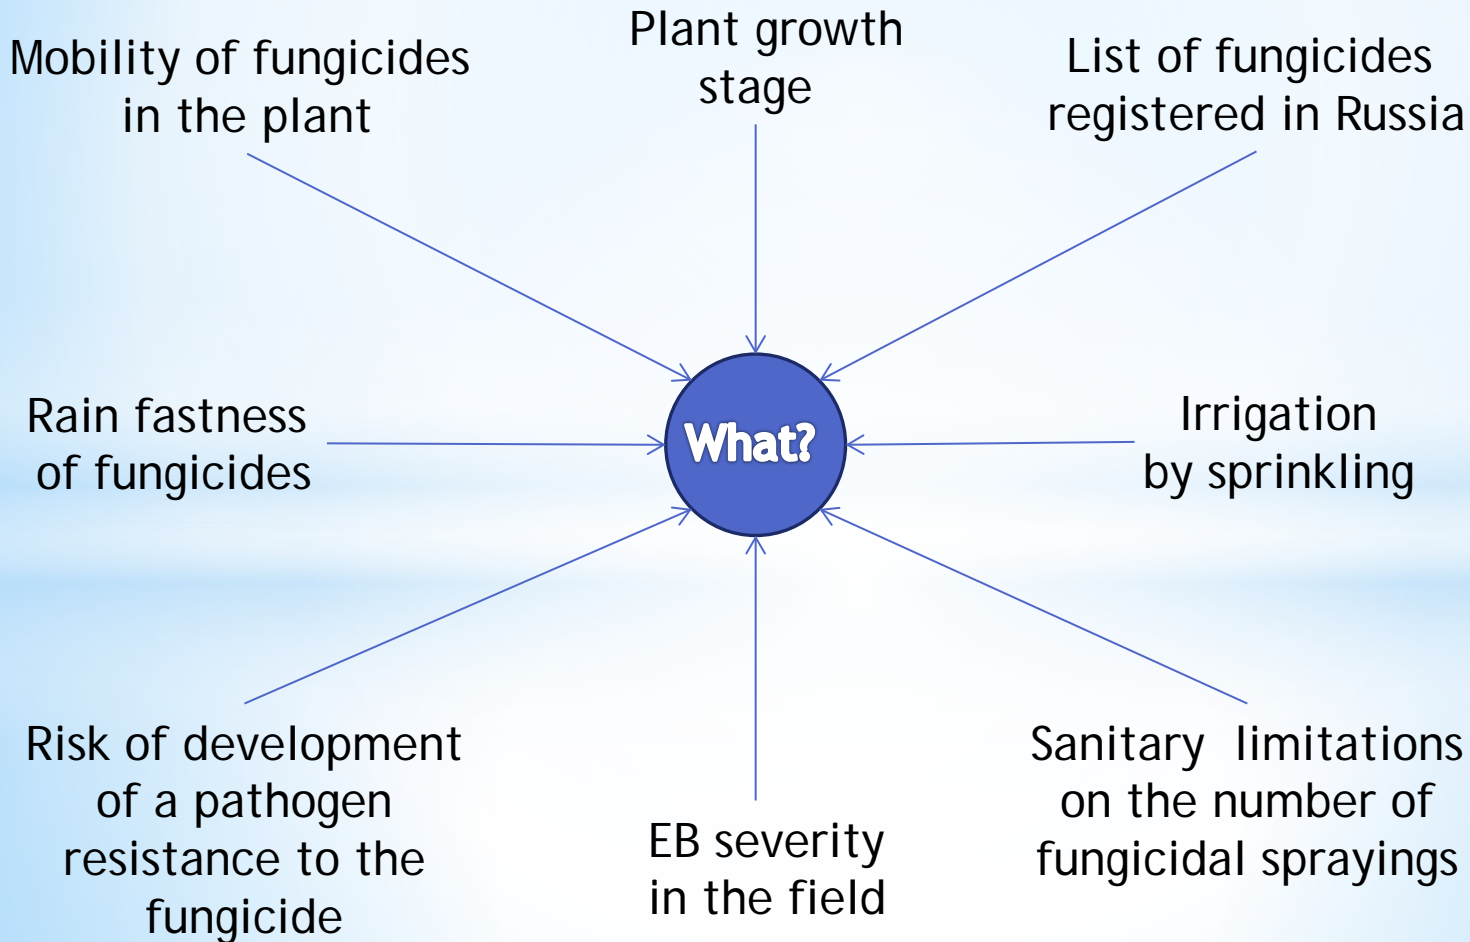 Mobility of fungicides
in the plant
Plant growth
stage
List of fungicides
registered in Russia
Rain fastness
of fungicides
What?
Irrigation
by sprinkling
Risk of development
of a pathogen
resistance to the
fungicide
EB severity
in the field
Sanitary limitations
on the number of
fungicidal sprayings